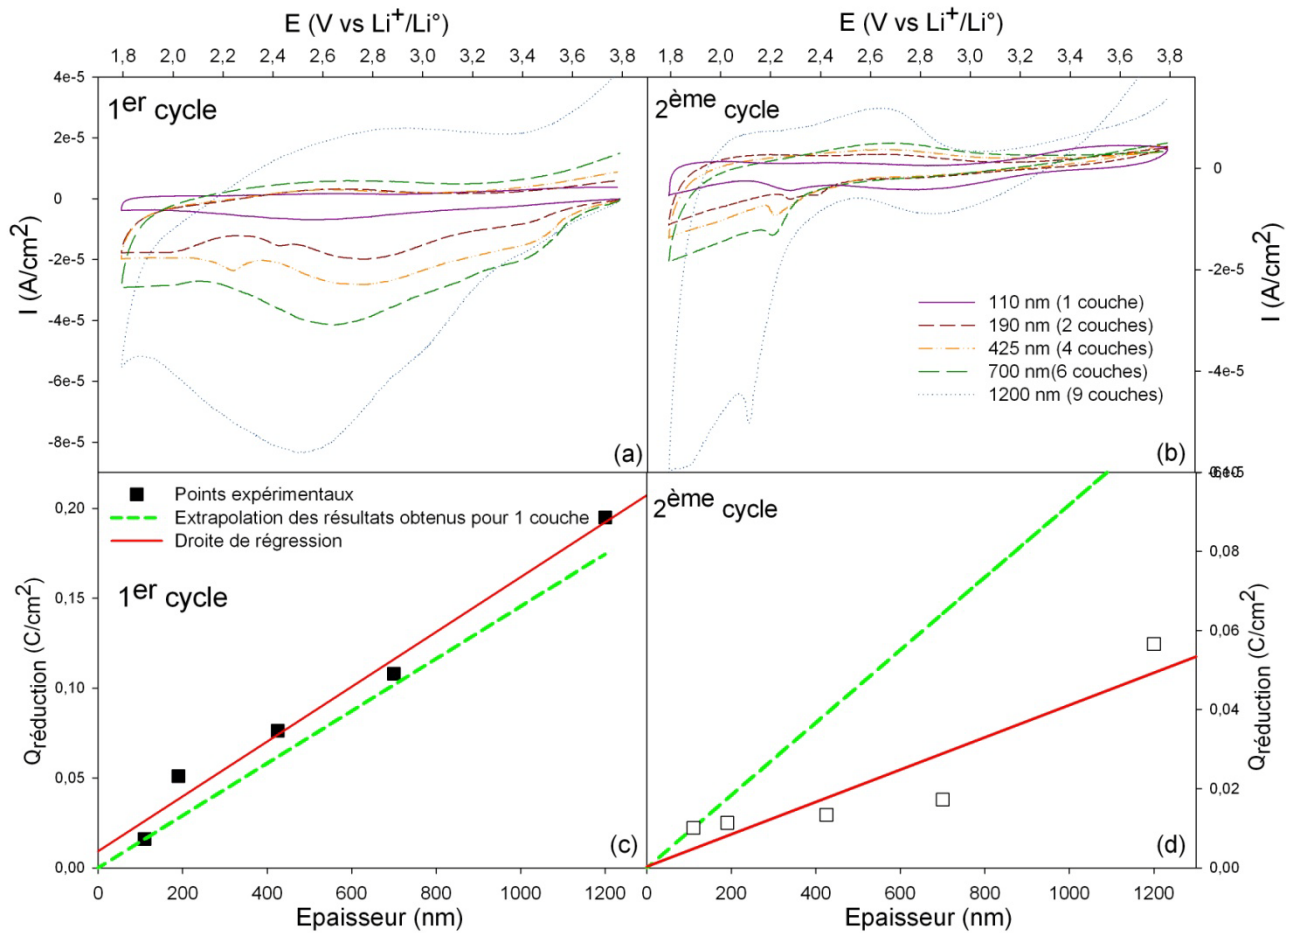 E (V vs Li⁺/Li°)
1,8 2,0 2,2 2,4 2,6 2,8 3,0 3,2 3,4 3,6 3,8
4e-5
2e-5
0
-2e-5
-4e-5
-6e-5
-8e-5
I (A/cm²)
1er cycle
(a)
E (V vs Li⁺/Li°)
1,8 2,0 2,2 2,4 2,6 2,8 3,0 3,2 3,4 3,6 3,8
2ème cycle
0
-2e-5
-4e-5
I (A/cm²)
110 nm (1 couche)
190 nm (2 couches)
425 nm (4 couches)
700 nm(6 couches)
1200 nm (9 couches)
(b)
Points expérimentaux
Extrapolation des résultats obtenus pour 1 couche
Droite de régression
1er cycle
0,20
0,15
0,10
0,05
0,00
Qréduction (C/cm²)
(c)
0 200 400 600 800 1000 1200
Epaisseur (nm)
2ème cycle
0,08
0,06
0,04
0,02
0,00
Qréduction (C/cm²)
(d)
0 200 400 600 800 1000 1200
Epaisseur (nm)